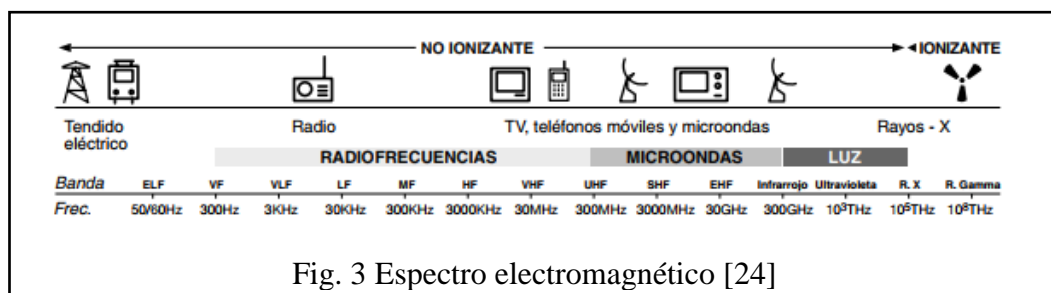 NO IONIZANTE IONIZANTE
Tendido eléctrico Radio TV, teléfonos móviles y microondas Rayos - X
RADIOFRECUENCIAS MICROONDAS LUZ
Banda ELF VF VLF LF MF HF VHF UHF SHF EHF Infrarrojo Ultravioleta R. X R. Gamma
Frec. 50/60Hz 300Hz 3KHz 30KHz 300KHz 3000KHz 30MHz 300MHz 3000MHz 30GHz 300GHz 10³THz 10⁵THz 10⁸THz
Fig. 3 Espectro electromagnético [24]